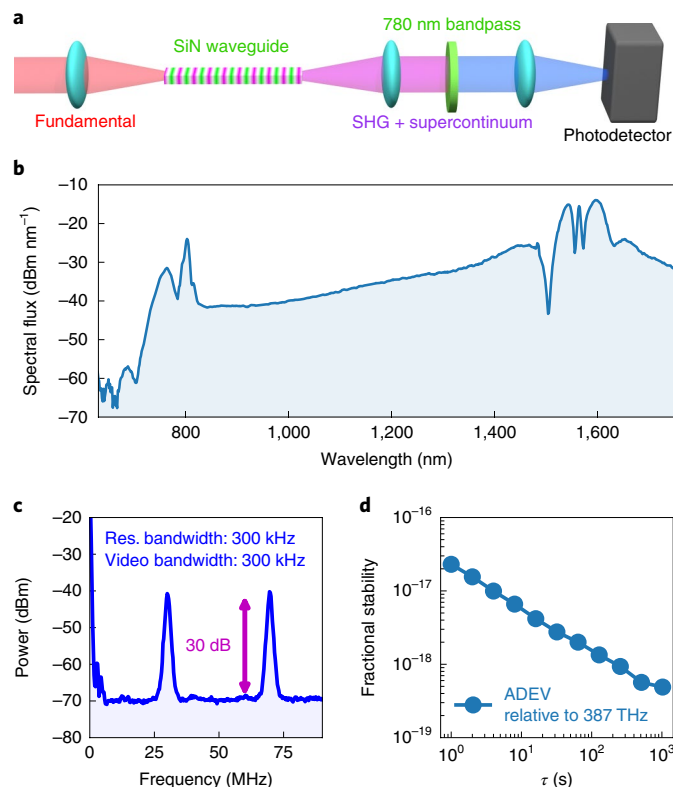 a
SiN waveguide
780 nm bandpass
Fundamental
SHG + supercontinuum
Photodetector
b
Spectral flux (dBm nm⁻¹)
−10
−20
−30
−40
−50
−60
−70
800
1,000
1,200
1,400
1,600
Wavelength (nm)
c
Power (dBm)
−20
−30
−40
−50
−60
−70
−80
Res. bandwidth: 300 kHz
Video bandwidth: 300 kHz
30 dB
0
25
50
75
Frequency (MHz)
d
Fractional stability
10⁻¹⁶
10⁻¹⁷
10⁻¹⁸
10⁻¹⁹
ADEV
relative to 387 THz
10⁰
10¹
10²
10³
τ (s)